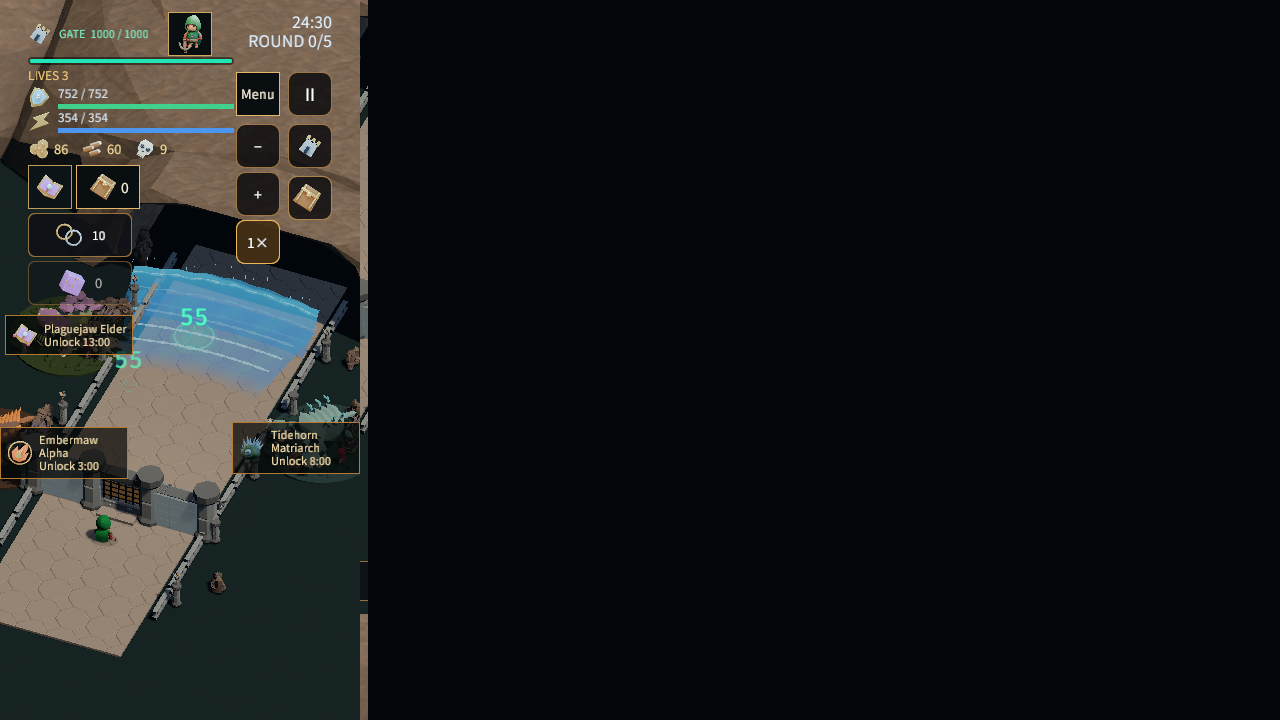 GATE 1000 / 1000
24:30
ROUND 0/5
LIVES 3
752 / 752
354 / 354
86
60
9
Menu
II
−
+
1×
0
10
0
55
55
Plaguejaw Elder
Unlock 13:00
Embermaw
Alpha
Unlock 3:00
Tidehorn
Matriarch
Unlock 8:00